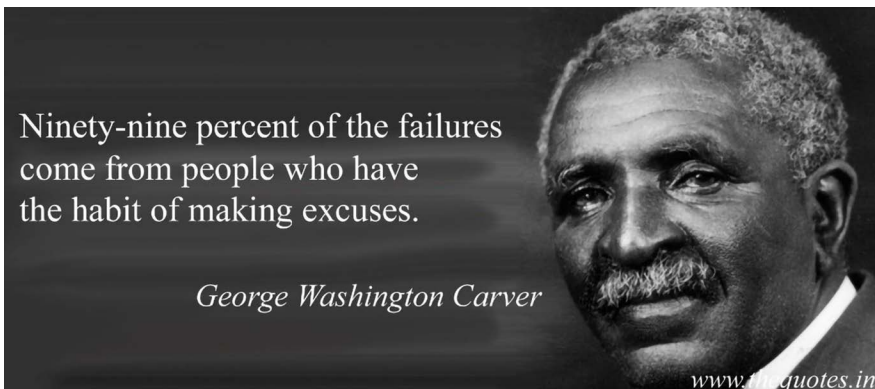 Ninety-nine percent of the failures
come from people who have
the habit of making excuses.
George Washington Carver
www.thequotes.in